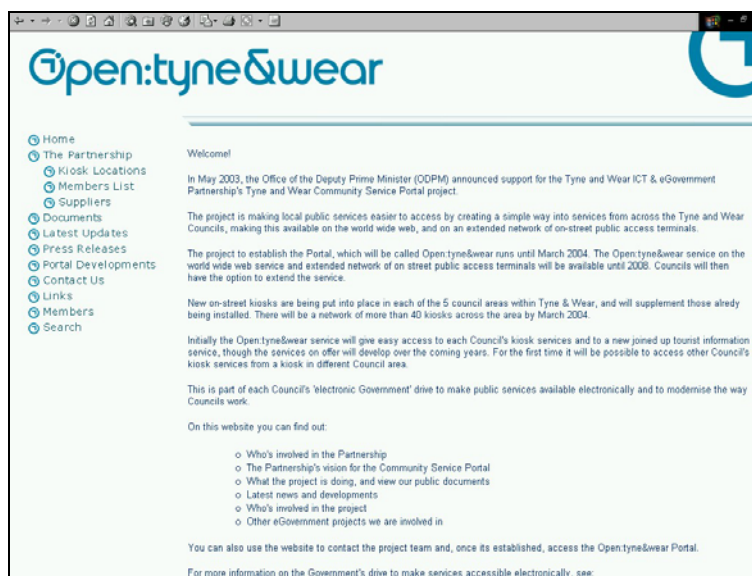 Open:tyne&wear
Home
The Partnership
Kiosk Locations
Members List
Suppliers
Documents
Latest Updates
Press Releases
Portal Developments
Contact Us
Links
Members
Search
Welcome!
In May 2003, the Office of the Deputy Prime Minister (ODPM) announced support for the Tyne and Wear ICT & eGovernment
Partnership's Tyne and Wear Community Service Portal project.
The project is making local public services easier to access by creating a simple way into services from across the Tyne and Wear
Councils, making this available on the world wide web, and on an extended network of on-street public access terminals.
The project to establish the Portal, which will be called Open:tyne&wear runs until March 2004. The Open:tyne&wear service on the
world wide web service and extended network of on street public access terminals will be available until 2008. Councils will then
have the option to extend the service.
New on-street kiosks are being put into place in each of the 5 council areas within Tyne & Wear, and will supplement those alredy
being installed. There will be a network of more than 40 kiosks across the area by March 2004.
Initially the Open:tyne&wear service will give easy access to each Council's kiosk services and to a new joined up tourist information
service, though the services on offer will develop over the coming years. For the first time it will be possible to access other Council's
kiosk services from a kiosk in different Council area.
This is part of each Council's 'electronic Government' drive to make public services available electronically and to modernise the way
Councils work.
On this website you can find out:
o Who's involved in the Partnership
o The Partnership's vision for the Community Service Portal
o What the project is doing, and view our public documents
o Latest news and developments
o Who's involved in the project
o Other eGovernment projects we are involved in
You can also use the website to contact the project team and, once its established, access the Open:tyne&wear Portal.
For more information on the Government's drive to make services accessible electronically, see: